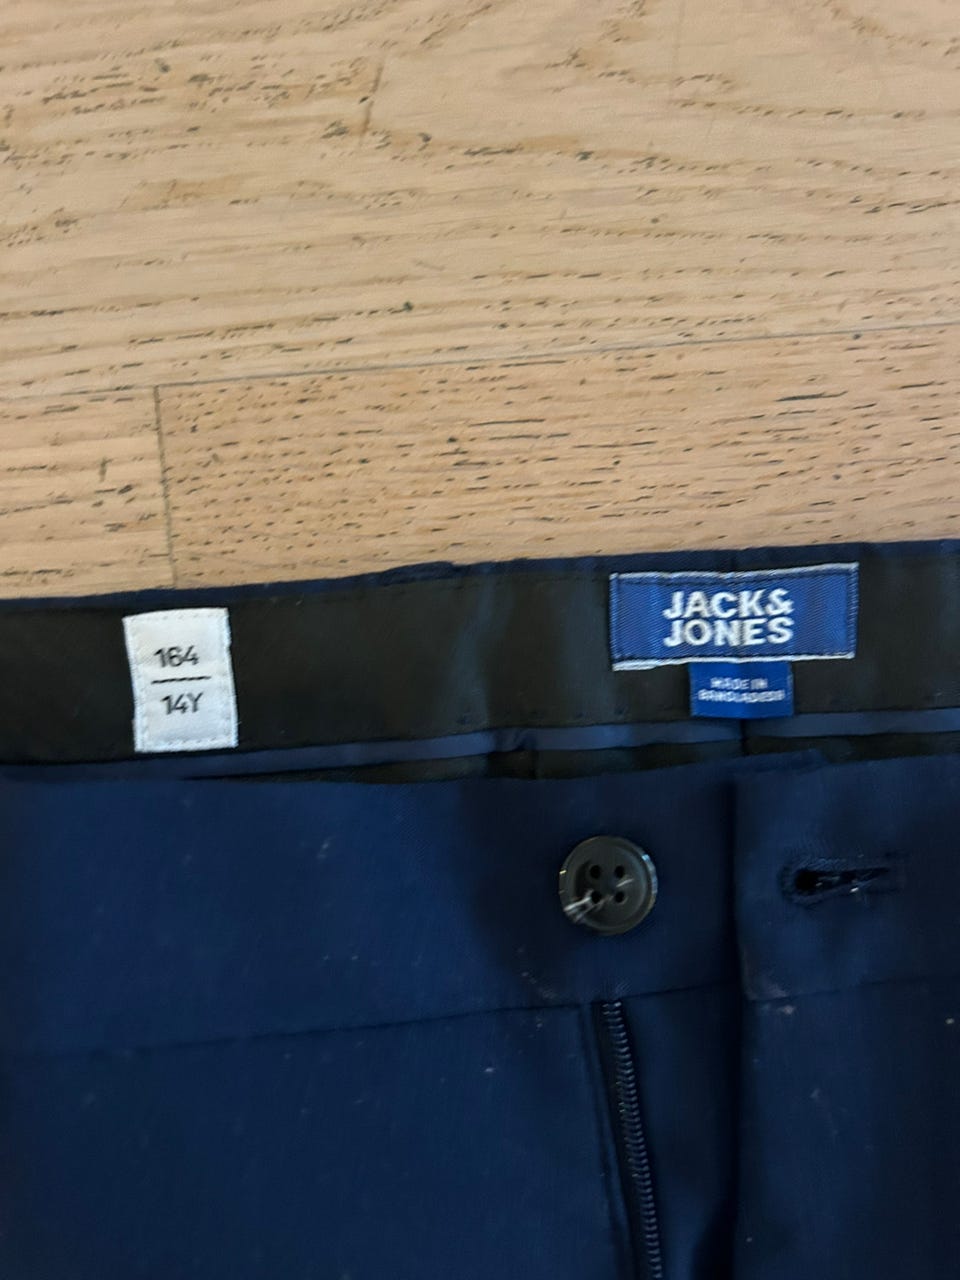 164
14Y
JACK&
JONES
MADE IN
BANGLADESH